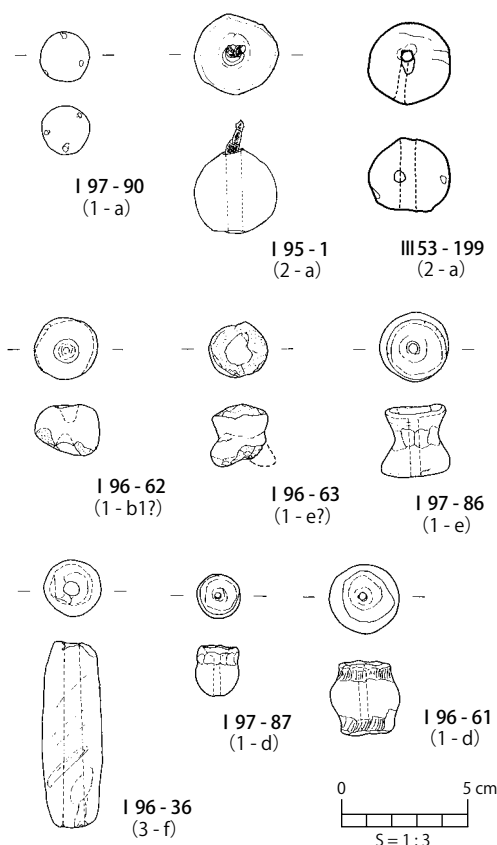 I 97 - 90
(1 - a)
I 95 - 1
(2 - a)
III 53 - 199
(2 - a)
I 96 - 62
(1 - b1?)
I 96 - 63
(1 - e?)
I 97 - 86
(1 - e)
I 96 - 36
(3 - f)
I 97 - 87
(1 - d)
I 96 - 61
(1 - d)
0 5 cm
S = 1 : 3